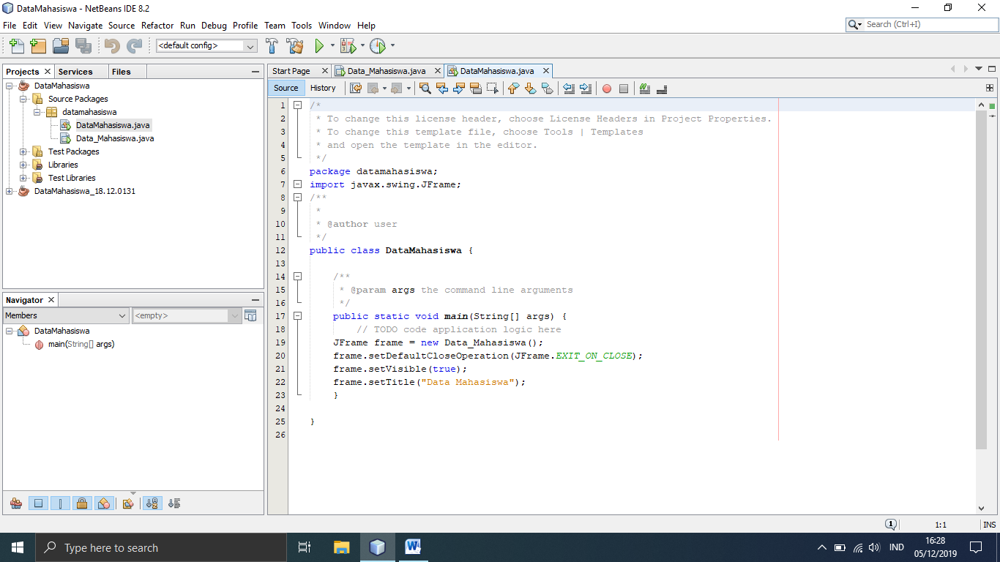 DataMahasiswa - NetBeans IDE 8.2
File Edit View Navigate Source Refactor Run Debug Profile Team Tools Window Help
Search (Ctrl+I)
<default config>
Projects Services Files
DataMahasiswa
Source Packages
datamahasiswa
DataMahasiswa.java
Data_Mahasiswa.java
Test Packages
Libraries
Test Libraries
DataMahasiswa_18.12.0131
Navigator
Members <empty>
DataMahasiswa
main(String[] args)
Start Page Data_Mahasiswa.java DataMahasiswa.java
Source History
1 /*
2 * To change this license header, choose License Headers in Project Properties.
3 * To change this template file, choose Tools | Templates
4 * and open the template in the editor.
5 */
6 package datamahasiswa;
7 import javax.swing.JFrame;
8 /**
9 *
10 * @author user
11 */
12 public class DataMahasiswa {
13
14 /**
15 * @param args the command line arguments
16 */
17 public static void main(String[] args) {
18 // TODO code application logic here
19 JFrame frame = new Data_Mahasiswa();
20 frame.setDefaultCloseOperation(JFrame.EXIT_ON_CLOSE);
21 frame.setVisible(true);
22 frame.setTitle("Data Mahasiswa");
23 }
24
25 }
26
1 1:1 INS
Type here to search
IND
16:28
05/12/2019